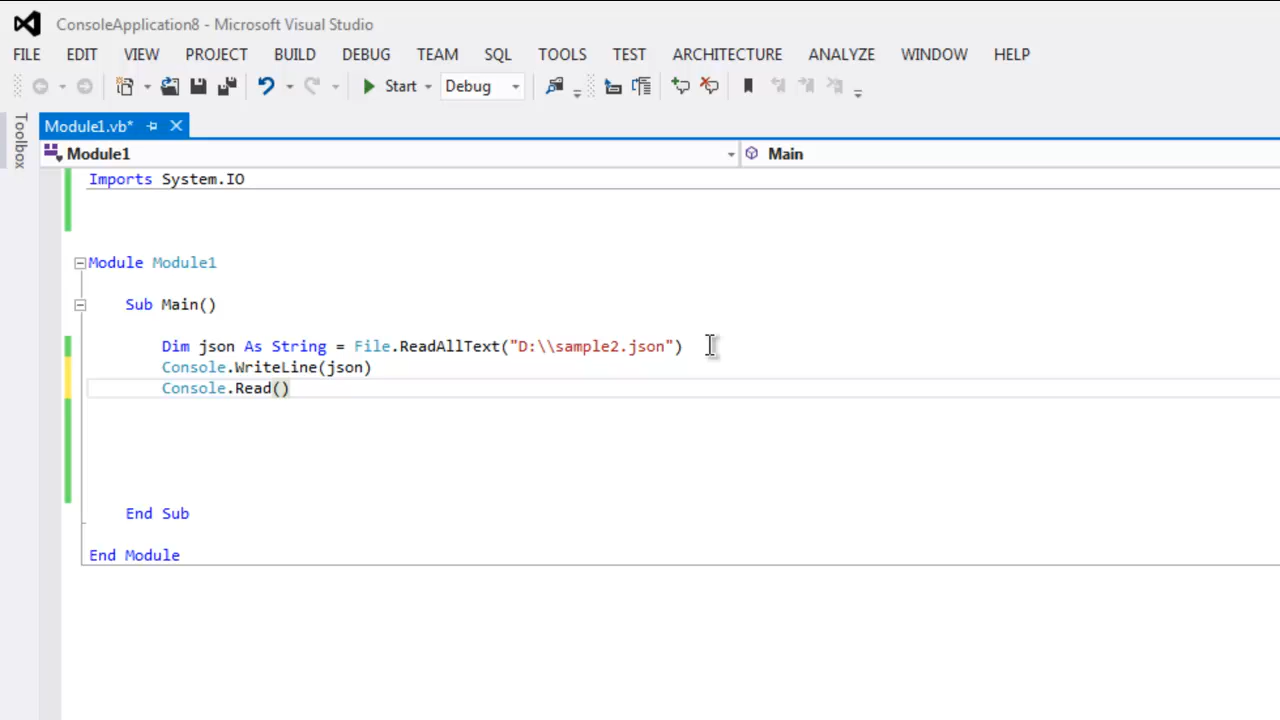 ConsoleApplication8 - Microsoft Visual Studio
FILE EDIT VIEW PROJECT BUILD DEBUG TEAM SQL TOOLS TEST ARCHITECTURE ANALYZE WINDOW HELP
Start Debug
Toolbox
Module1.vb*
Module1 Main
Imports System.IO
Module Module1
Sub Main()
Dim json As String = File.ReadAllText("D:\\sample2.json")
Console.WriteLine(json)
Console.Read()
End Sub
End Module